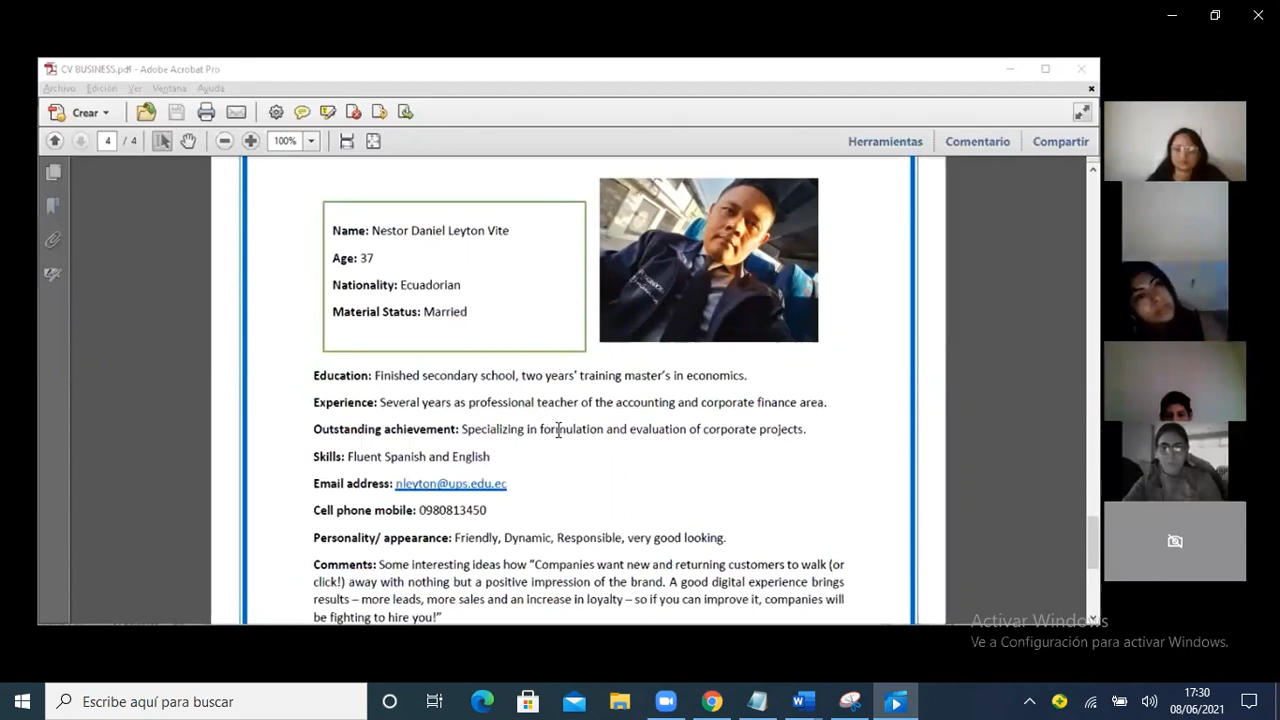 CV BUSINESS.pdf - Adobe Acrobat Pro
Archivo Edición Ver Ventana Ayuda
Crear
4 / 4
100%
Herramientas Comentario Compartir
Name: Nestor Daniel Leyton Vite
Age: 37
Nationality: Ecuadorian
Material Status: Married
Education: Finished secondary school, two years' training master's in economics.
Experience: Several years as professional teacher of the accounting and corporate finance area.
Outstanding achievement: Specializing in formulation and evaluation of corporate projects.
Skills: Fluent Spanish and English
Email address: nleyton@ups.edu.ec
Cell phone mobile: 0980813450
Personality/ appearance: Friendly, Dynamic, Responsible, very good looking.
Comments: Some interesting ideas how "Companies want new and returning customers to walk (or
click!) away with nothing but a positive impression of the brand. A good digital experience brings
results – more leads, more sales and an increase in loyalty – so if you can improve it, companies will
be fighting to hire you!"
Activar Windows
Ve a Configuración para activar Windows.
Escribe aquí para buscar
17:30
08/06/2021